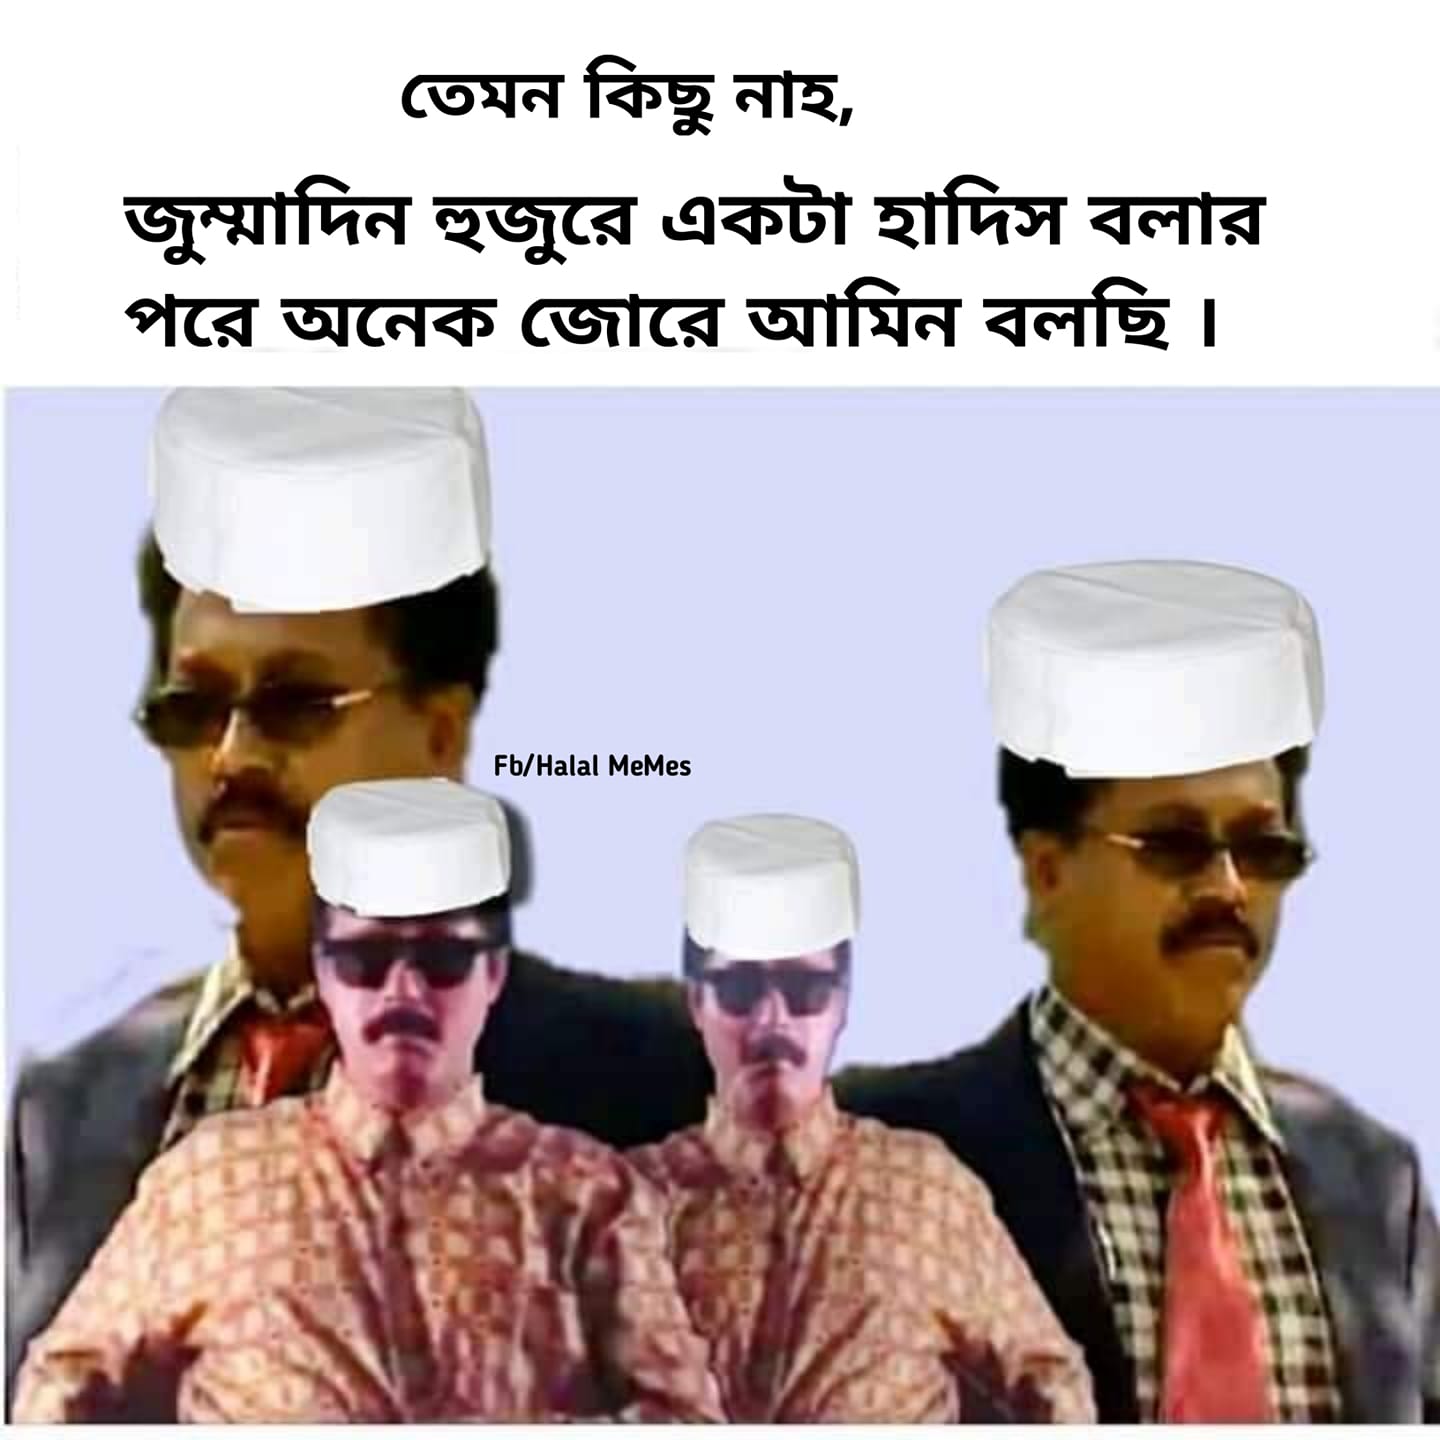 তেমন কিছু নাহ,
জুম্মাদিন হুজুরে একটা হাদিস বলার
পরে অনেক জোরে আমিন বলছি ।
Fb/Halal MeMes